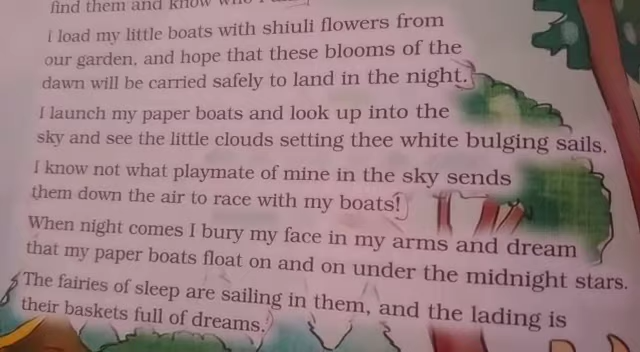 find them and know who I
I load my little boats with shiuli flowers from
our garden, and hope that these blooms of the
dawn will be carried safely to land in the night.
I launch my paper boats and look up into the
sky and see the little clouds setting thee white bulging sails.
I know not what playmate of mine in the sky sends
them down the air to race with my boats!
When night comes I bury my face in my arms and dream
that my paper boats float on and on under the midnight stars.
The fairies of sleep are sailing in them, and the lading is
their baskets full of dreams.